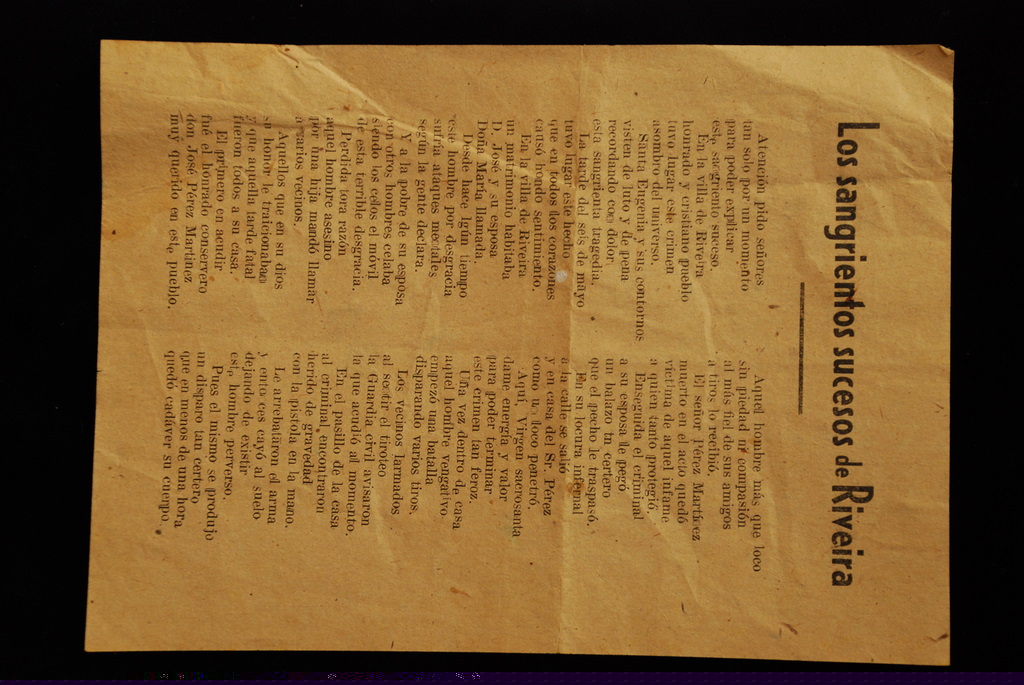 Los sangrientos sucesos de Riveira
Atención pido señores
tan solo por un momento
para poder explicar
este sangriento suceso.
En la villa de Riveira
honrado y cristiano pueblo
tuvo lugar este crimen
asombro del universo.
Santa Eugenia y sus contornos
visten de luto y de pena
recordando con dolor
esta sangrienta tragedia.
La tarde del seis de mayo
tuvo lugar este hecho
que en todos los corazones
causó hondo sentimiento.
En la villa de Riveira
un matrimonio habitaba
D. José y su esposa
Doña María llamada.
Desde hace lgún tiempo
este hombre por desgracia
sufría ataques mentales
según la gente declara.
Y a la pobre de su esposa
con otros hombres celaba
siendo los celos el móvil
de esta terrible desgracia.
Perdida tora razón
aquel hombre asesino
por una hija mandó llamar
a varios vecinos.
Aquellos que en su dios
su honor le traicionaban
y que aquella tarde fatal
fueron todos a su casa.
El primero en acudir
fué el honrado conservero
don José Pérez Martínez
muy querido en este pueblo.
Aquel hombre más que loco
sin piedad ni compasión
al más fiel de sus amigos
a tiros lo recibió.
El señor Pérez Martínez
muerto en el acto quedó
víctima de aquel infame
a quien tanto protegió.
Enseguida el criminal
a su esposa le pegó
un balazo tn certero
que el pecho le traspasó.
En su locura infernal
a la calle se salió
y en casa del Sr. Pérez
como un loco penetró.
Aquí, Virgen sacrosanta
dame energía y valor
para poder terminar
este crimen tan feroz.
Una vez dentro de casa
aquel hombre vengativo
empezó una batalla
disparando varios tiros.
Los vecinos larmados
al sentir el tiroteo
la Guardia civil avisaron
la que acudió al momento.
En el pasillo de la casa
al criminal encontraron
herido de gravedad
con la pistola en la mano.
Le arrebataron el arma
y entonces cayó al suelo
dejando de existir
este hombre perverso.
Pues el mismo se produjo
un disparo tan certero
que en menos de una hora
quedó cadáver su cuerpo.